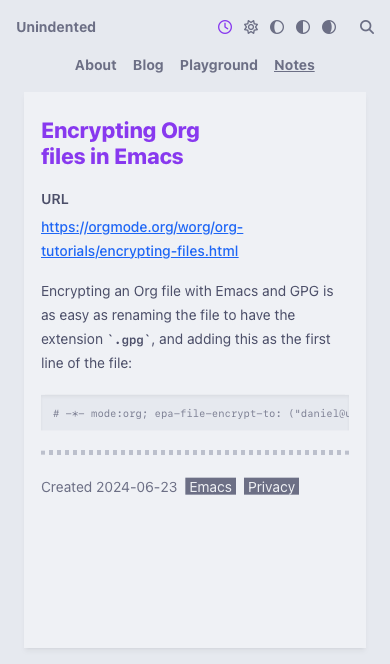 Unindented
About Blog Playground Notes
Encrypting Org
files in Emacs
URL
https://orgmode.org/worg/org-
tutorials/encrypting-files.html
Encrypting an Org file with Emacs and GPG is
as easy as renaming the file to have the
extension `.gpg`, and adding this as the first
line of the file:
# -*- mode:org; epa-file-encrypt-to: ("daniel@
Created 2024-06-23 Emacs Privacy